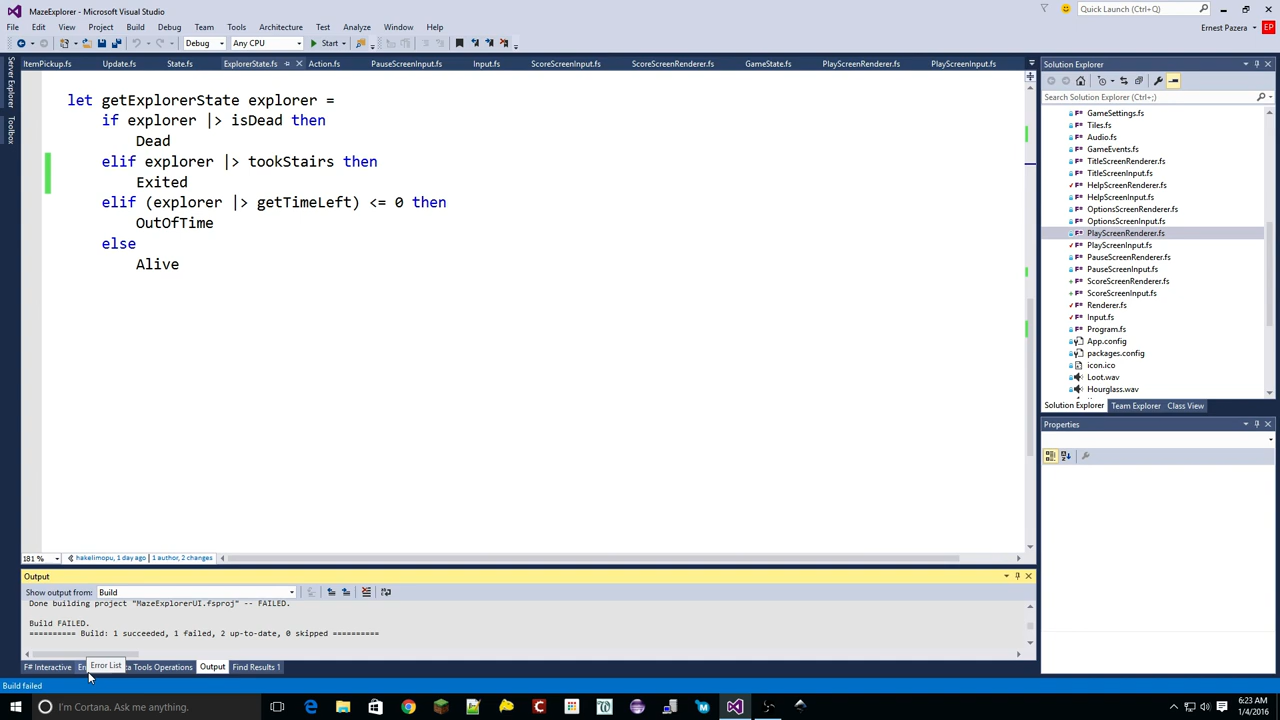 MazeExplorer - Microsoft Visual Studio
Quick Launch (Ctrl+Q)
File Edit View Project Build Debug Team Tools Test Analyze Window Help
Ernest Pazera EP
Debug Any CPU Start
ItemPickup.fs Update.fs State.fs ExplorerState.fs Action.fs PauseScreenInput.fs Input.fs ScoreScreenInput.fs ScoreScreenRenderer.fs GameState.fs PlayScreenRenderer.fs PlayScreenInput.fs
Server Explorer
Toolbox
let getExplorerState explorer =
if explorer |> isDead then
Dead
elif explorer |> tookStairs then
Exited
elif (explorer |> getTimeLeft) <= 0 then
OutOfTime
else
Alive
181 % hakelimopu, 1 day ago | 1 author, 2 changes
Output
Show output from: Build
Done building project "MazeExplorerUI.fsproj" -- FAILED.
Build FAILED.
========== Build: 1 succeeded, 1 failed, 2 up-to-date, 0 skipped ==========
Error List
F# Interactive Tools Operations Output Find Results 1
Build failed
Solution Explorer
Search Solution Explorer (Ctrl+;)
GameSettings.fs
Tiles.fs
Audio.fs
GameEvents.fs
TitleScreenRenderer.fs
TitleScreenInput.fs
HelpScreenRenderer.fs
HelpScreenInput.fs
OptionsScreenRenderer.fs
OptionsScreenInput.fs
PlayScreenRenderer.fs
PlayScreenInput.fs
PauseScreenRenderer.fs
PauseScreenInput.fs
ScoreScreenRenderer.fs
ScoreScreenInput.fs
Renderer.fs
Input.fs
Program.fs
App.config
packages.config
icon.ico
Loot.wav
Hourglass.wav
Solution Explorer Team Explorer Class View
Properties
I'm Cortana. Ask me anything.
6:23 AM
1/4/2016